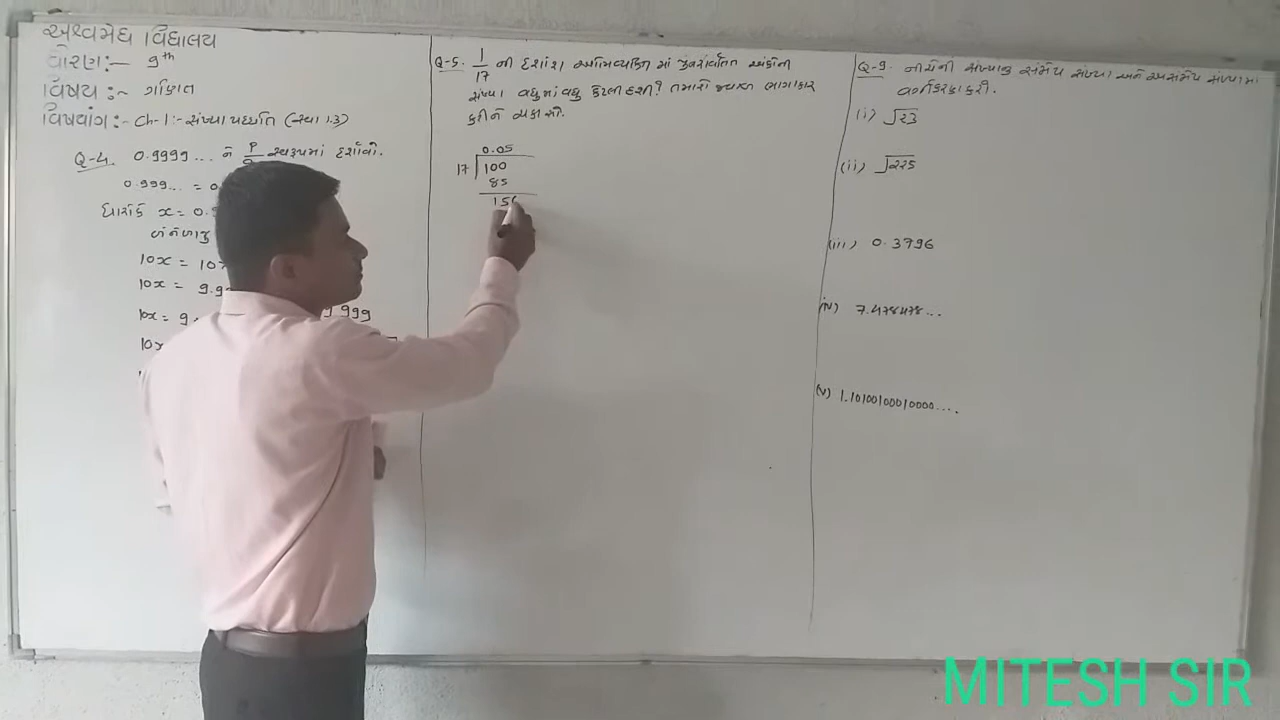 અશ્વમેઘ વિદ્યાલય
ધોરણ:- 9th
વિષય:- ગણિત
વિષયાંગ:- ch-1:- સંખ્યા પદ્ધતિ (સ્વા 1.3)
Q-4. 0.9999... ને P સ્વરૂપમાં દર્શાવો.
0.999... = 0
ધારોકે x = 0.9
10x = 10
10x = 9.9
10x = 9. 9.999
10x
Q-5. 1/17 ની દશાંશ અભિવ્યક્તિ માં પુનરાવર્તિત અંકોની
સંખ્યા વધુમાં વધુ કેટલી હશે? તમારો જવાબ ભાગાકાર
કરીને ચકાસો.
0.05
17 100
85
150
Q-9. નીચેની સંખ્યાનું સંમેય સંખ્યા અને અસંમેય સંખ્યામાં
વર્ગીકરણ કરો.
(i) √23
(ii) √225
(iii) 0.3796
(iv) 7.478478...
(v) 1.10100100010000....
MITESH SIR